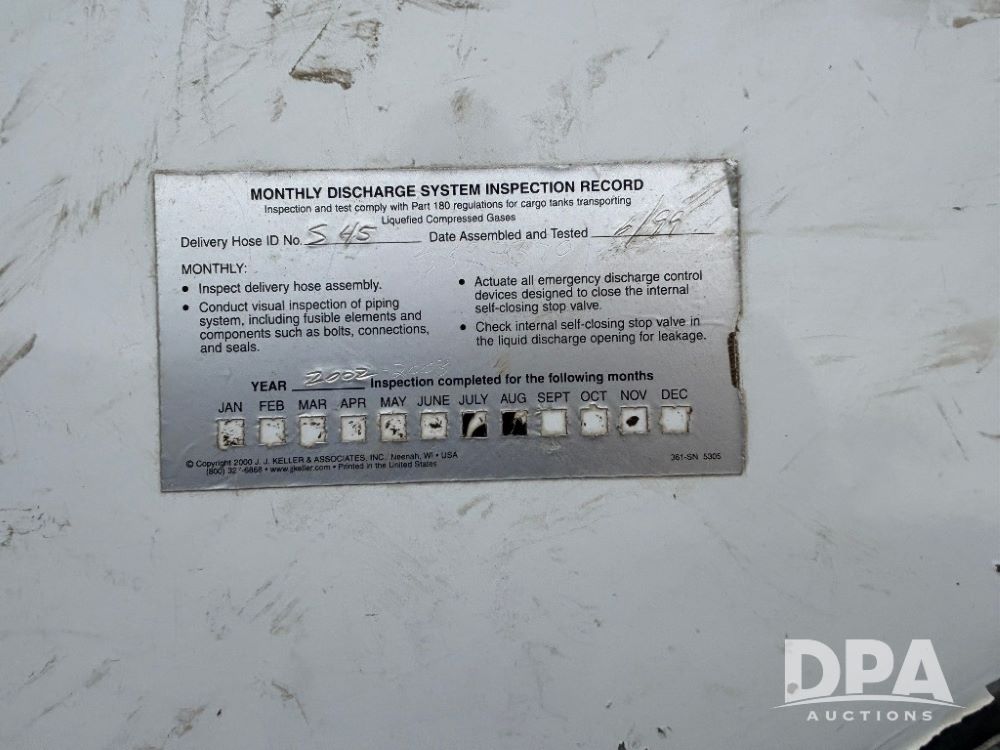 MONTHLY DISCHARGE SYSTEM INSPECTION RECORD
Inspection and test comply with Part 180 regulations for cargo tanks transporting
Liquefied Compressed Gases
Delivery Hose ID No. S 45 Date Assembled and Tested 6/99
MONTHLY:
• Inspect delivery hose assembly.
• Conduct visual inspection of piping
system, including fusible elements and
components such as bolts, connections,
and seals.
• Actuate all emergency discharge control
devices designed to close the internal
self-closing stop valve.
• Check internal self-closing stop valve in
the liquid discharge opening for leakage.
YEAR 2002 Inspection completed for the following months
JAN FEB MAR APR MAY JUNE JULY AUG SEPT OCT NOV DEC
© Copyright 2000 J. J. KELLER & ASSOCIATES, INC. Neenah, WI • USA
(800) 327-6868 • www.jjkeller.com • Printed in the United States
361-SN 5305
DPA
AUCTIONS